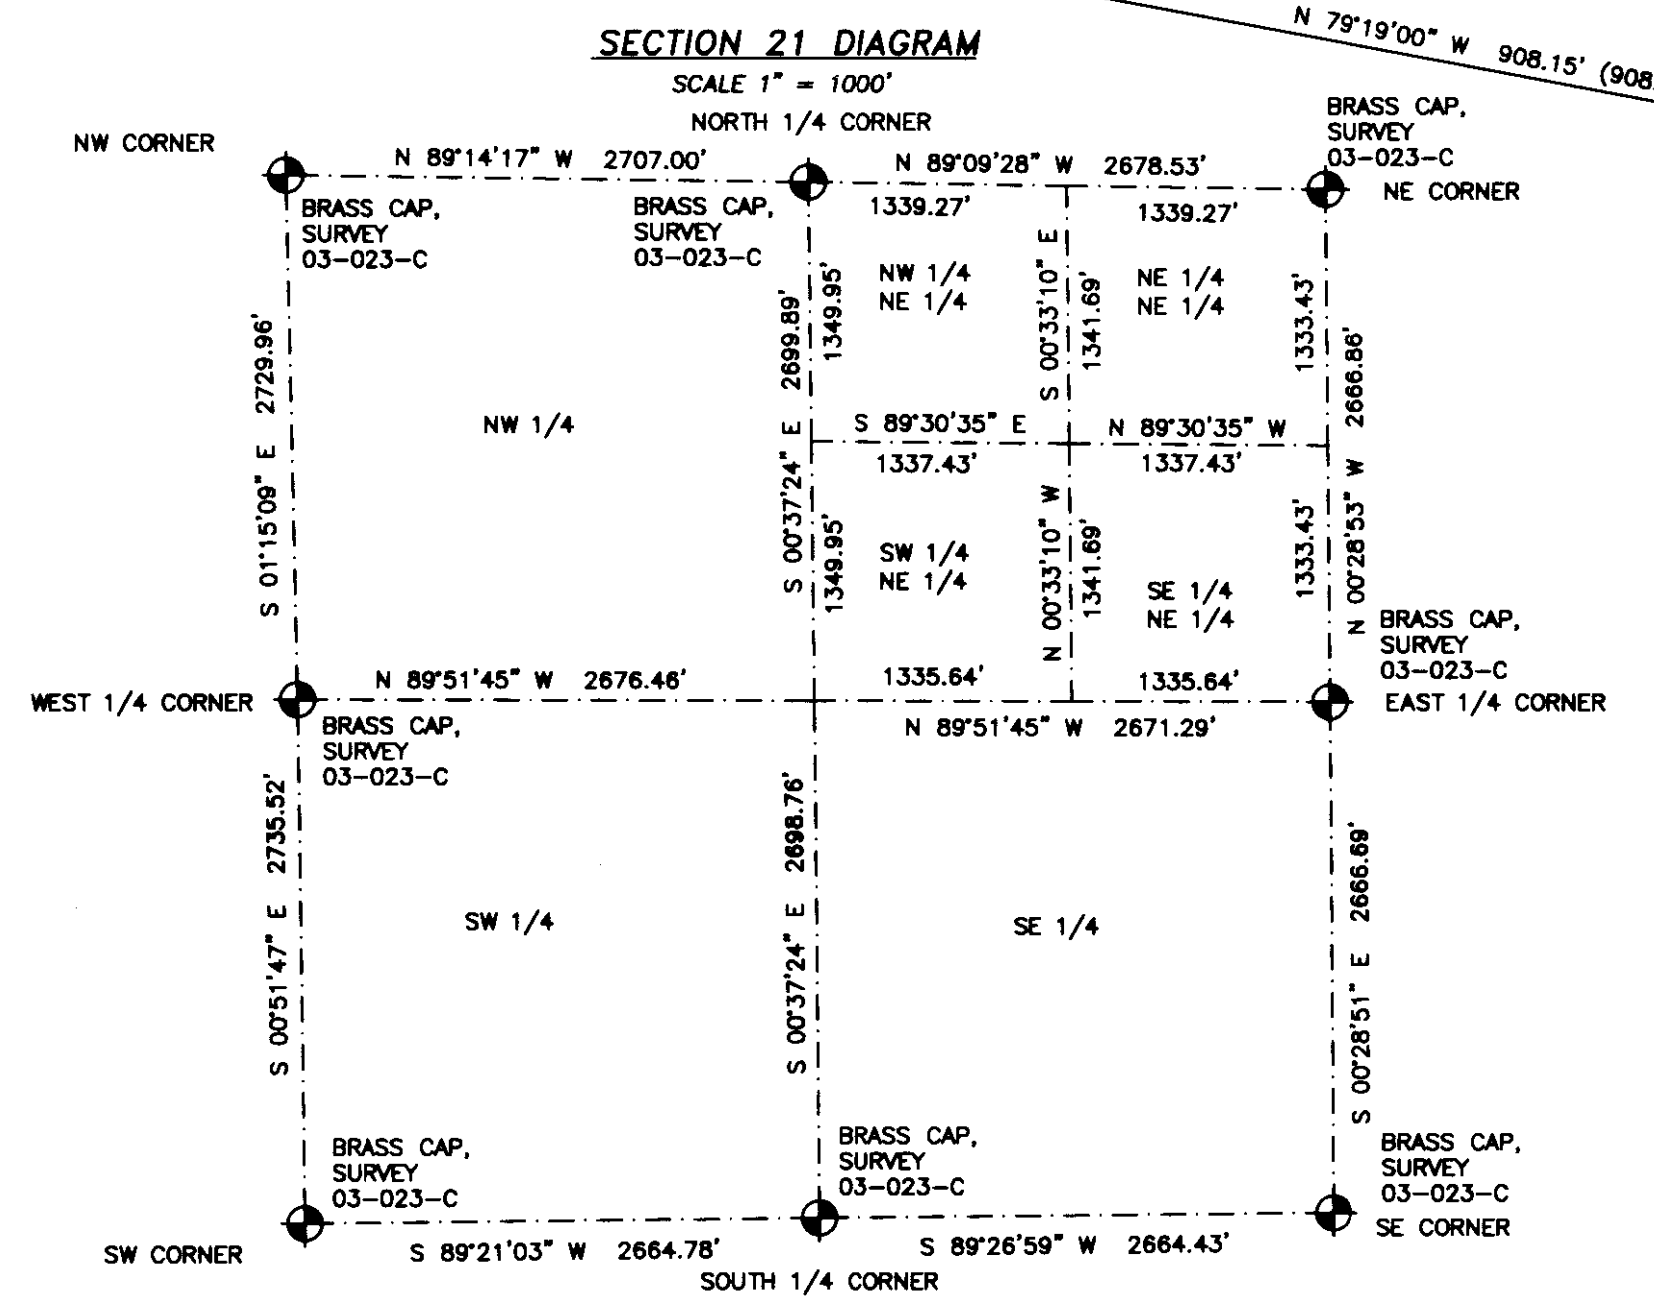 N 79°19'00" W 908.15' (908.
SECTION 21 DIAGRAM
SCALE 1" = 1000'
NORTH 1/4 CORNER
NW CORNER
N 89°14'17" W 2707.00'
N 89°09'28" W 2678.53'
BRASS CAP,
SURVEY
03-023-C
NE CORNER
BRASS CAP,
SURVEY
03-023-C
BRASS CAP,
SURVEY
03-023-C
1339.27'
1339.27'
NW 1/4
NE 1/4
NE 1/4
NE 1/4
S 01°15'09" E 2729.96'
NW 1/4
S 00°37'24" E 2699.89'
1349.95'
S 00°33'10" E
1341.69'
1333.43'
N 00°28'53" W 2666.86'
S 89°30'35" E
1337.43'
N 89°30'35" W
1337.43'
1349.95'
SW 1/4
NE 1/4
N 00°33'10" W
1341.69'
SE 1/4
NE 1/4
1333.43'
BRASS CAP,
SURVEY
03-023-C
WEST 1/4 CORNER
N 89°51'45" W 2676.46'
1335.64'
1335.64'
EAST 1/4 CORNER
BRASS CAP,
SURVEY
03-023-C
N 89°51'45" W 2671.29'
S 00°51'47" E 2735.52'
SW 1/4
S 00°37'24" E 2698.76'
SE 1/4
S 00°28'51" E 2666.69'
BRASS CAP,
SURVEY
03-023-C
BRASS CAP,
SURVEY
03-023-C
BRASS CAP,
SURVEY
03-023-C
SW CORNER
S 89°21'03" W 2664.78'
S 89°26'59" W 2664.43'
SE CORNER
SOUTH 1/4 CORNER